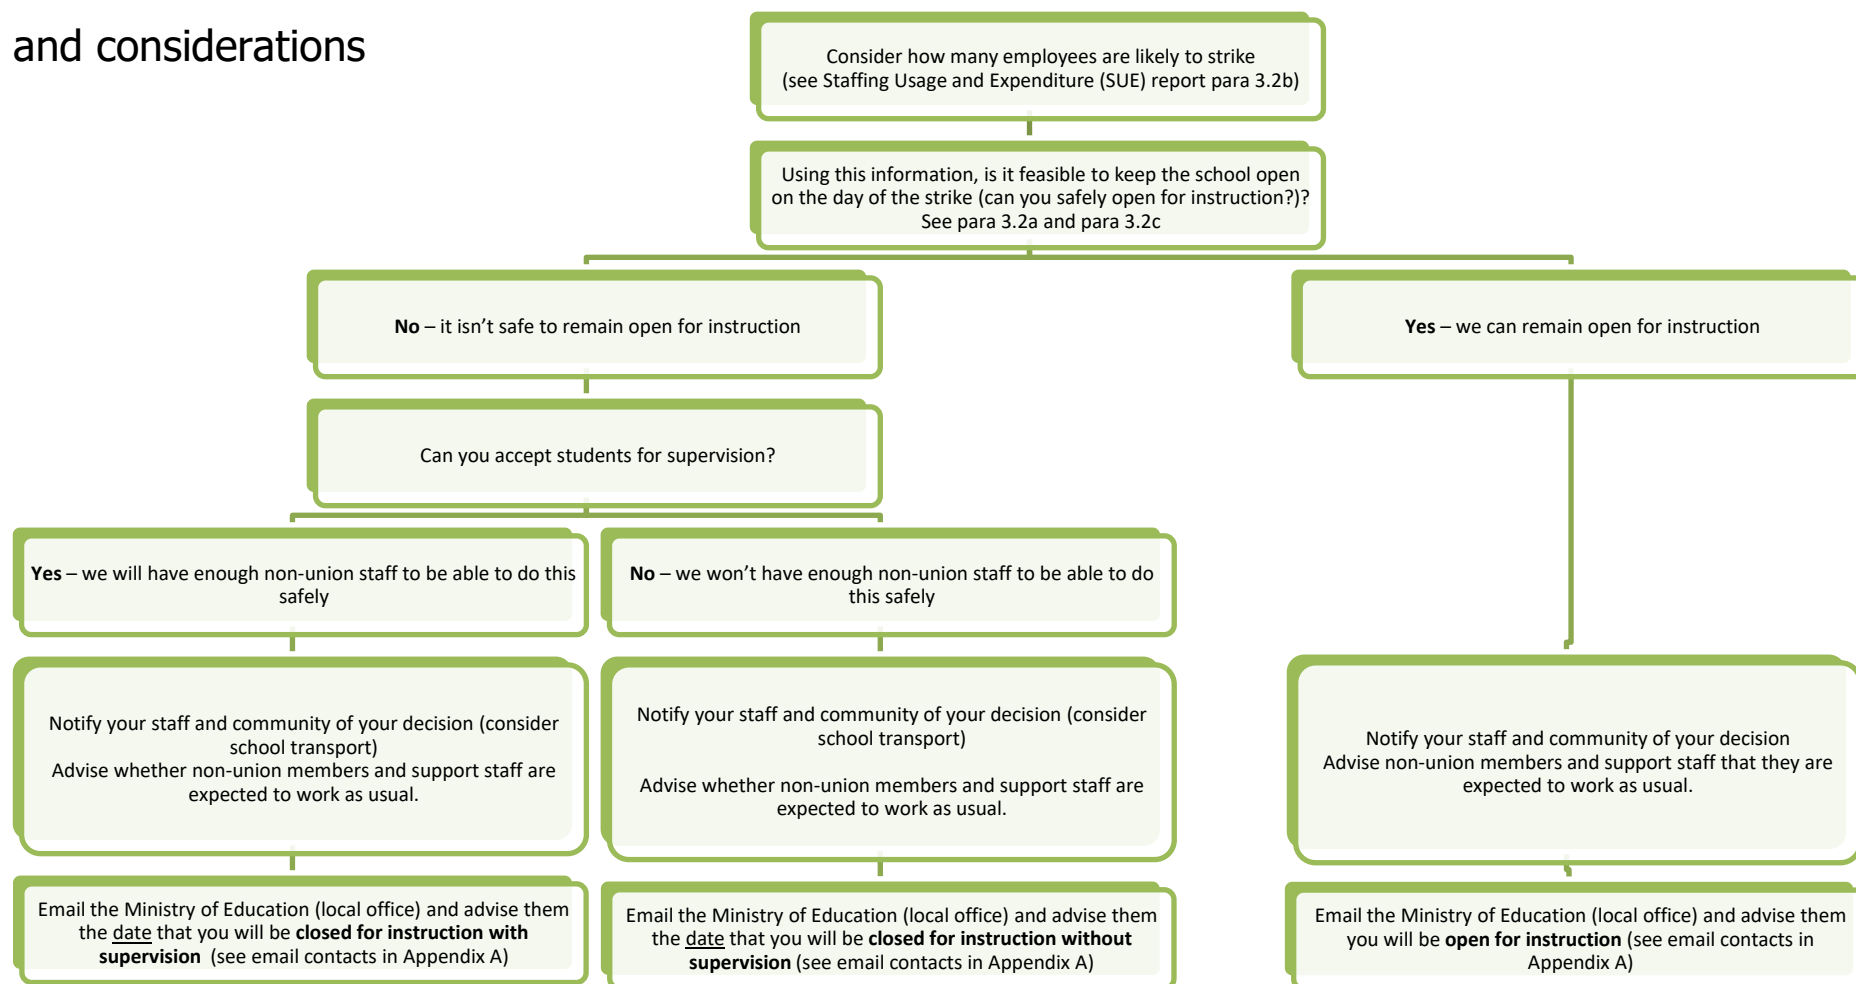 and considerations
Consider how many employees are likely to strike
(see Staffing Usage and Expenditure (SUE) report para 3.2b)
Using this information, is it feasible to keep the school open
on the day of the strike (can you safely open for instruction?)?
See para 3.2a and para 3.2c
No – it isn’t safe to remain open for instruction
Yes – we can remain open for instruction
Can you accept students for supervision?
Yes – we will have enough non-union staff to be able to do this
safely
No – we won’t have enough non-union staff to be able to do
this safely
Notify your staff and community of your decision (consider
school transport)
Advise whether non-union members and support staff are
expected to work as usual.
Notify your staff and community of your decision (consider
school transport)
Advise whether non-union members and support staff are
expected to work as usual.
Notify your staff and community of your decision
Advise non-union members and support staff that they are
expected to work as usual.
Email the Ministry of Education (local office) and advise them
the date that you will be closed for instruction with
supervision (see email contacts in Appendix A)
Email the Ministry of Education (local office) and advise them
the date that you will be closed for instruction without
supervision (see email contacts in Appendix A)
Email the Ministry of Education (local office) and advise them
you will be open for instruction (see email contacts in
Appendix A)